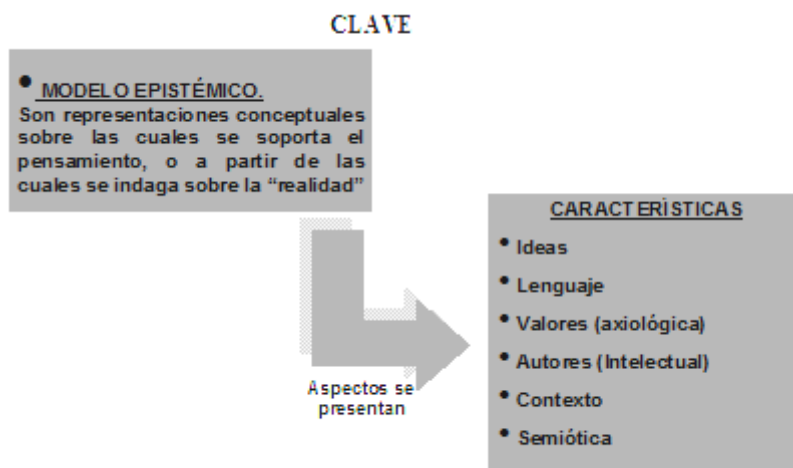 CLAVE
• MODELO EPISTÉMICO.
Son representaciones conceptuales
sobre las cuales se soporta el
pensamiento, o a partir de las
cuales se indaga sobre la “realidad”
Aspectos se
presentan
CARACTERÌSTICAS
• Ideas
• Lenguaje
• Valores (axiológica)
• Autores (Intelectual)
• Contexto
• Semiótica